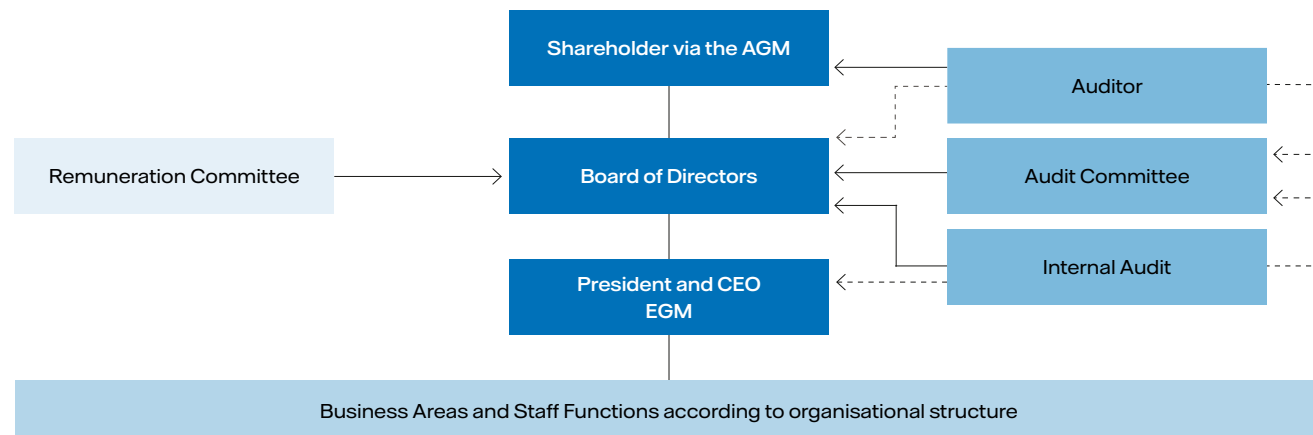 Shareholder via the AGM
Auditor
Remuneration Committee
Board of Directors
Audit Committee
Internal Audit
President and CEO
EGM
Business Areas and Staff Functions according to organisational structure